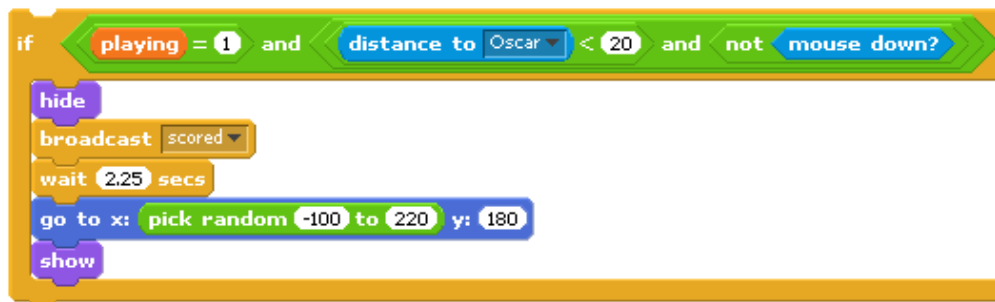 if playing = 1 and distance to Oscar < 20 and not mouse down?
hide
broadcast scored
wait 2.25 secs
go to x: pick random -100 to 220 y: 180
show